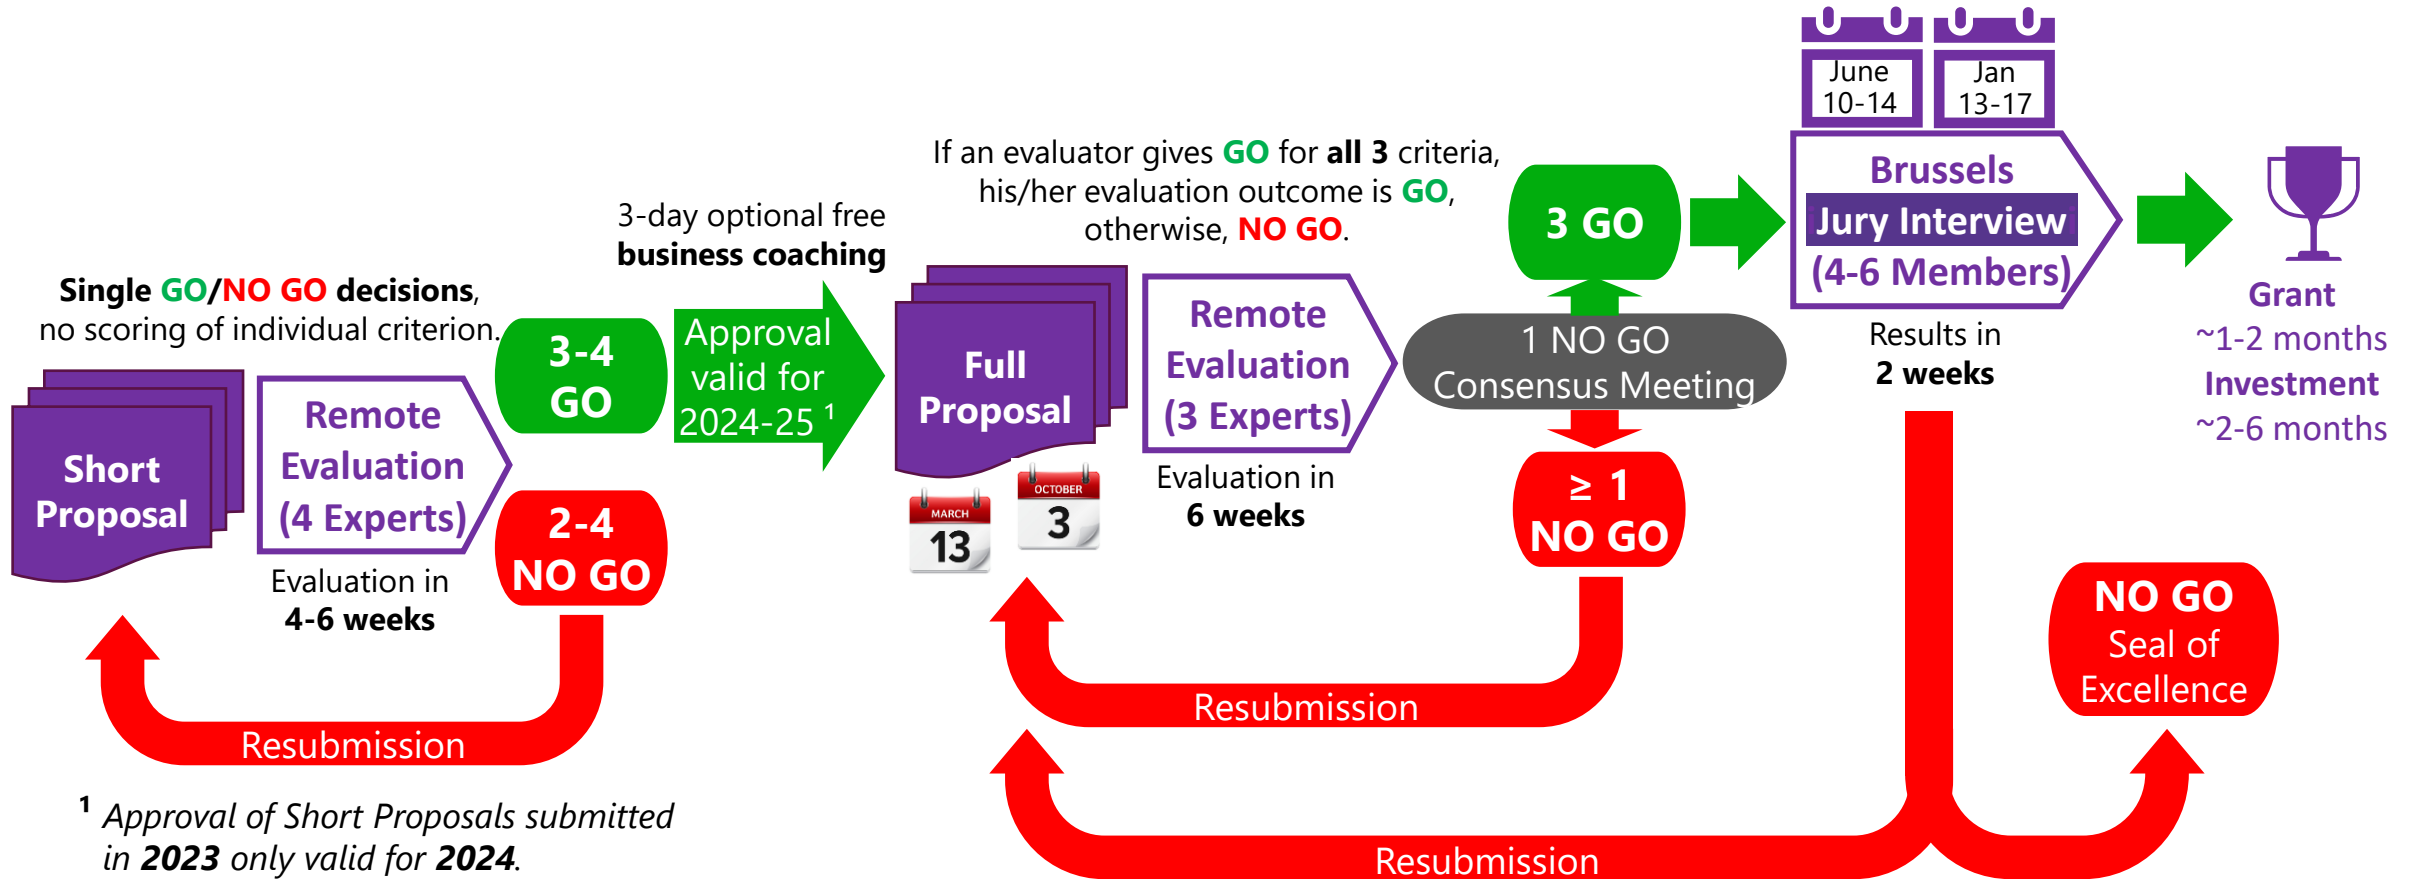 Single GO/NO GO decisions,
no scoring of individual criterion.
Short
Proposal
Remote
Evaluation
(4 Experts)
Evaluation in
4-6 weeks
3-4
GO
2-4
NO GO
Resubmission
¹ Approval of Short Proposals submitted
in 2023 only valid for 2024.
3-day optional free
business coaching
Approval
valid for
2024-25 ¹
If an evaluator gives GO for all 3 criteria,
his/her evaluation outcome is GO,
otherwise, NO GO.
Full
Proposal
MARCH
13
OCTOBER
3
Remote
Evaluation
(3 Experts)
Evaluation in
6 weeks
3 GO
1 NO GO
Consensus Meeting
≥ 1
NO GO
Resubmission
June
10-14
Jan
13-17
Brussels
Jury Interview
(4-6 Members)
Results in
2 weeks
Resubmission
NO GO
Seal of
Excellence
Grant
~1-2 months
Investment
~2-6 months